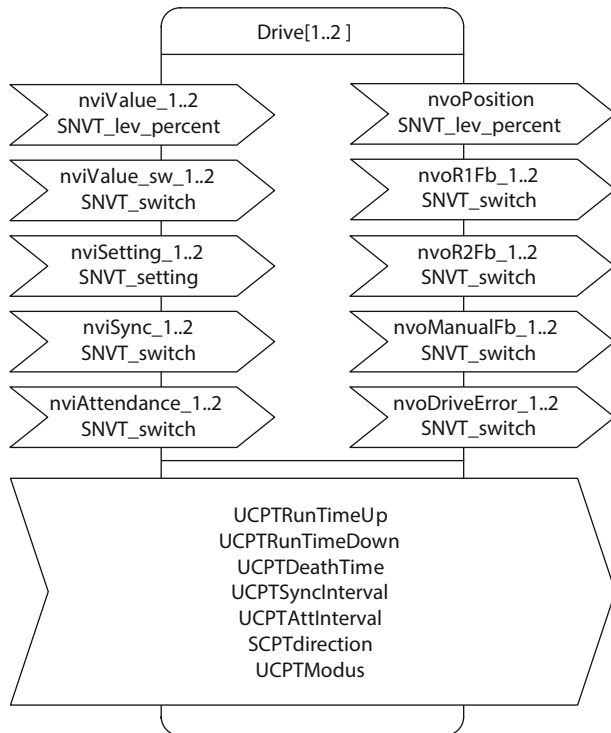 Drive[1..2 ]
nviValue_1..2
SNVT_lev_percent
nvoPosition
SNVT_lev_percent
nviValue_sw_1..2
SNVT_switch
nvoR1Fb_1..2
SNVT_switch
nviSetting_1..2
SNVT_setting
nvoR2Fb_1..2
SNVT_switch
nviSync_1..2
SNVT_switch
nvoManualFb_1..2
SNVT_switch
nviAttendance_1..2
SNVT_switch
nvoDriveError_1..2
SNVT_switch
UCPTRunTimeUp
UCPTRunTimeDown
UCPTDeathTime
UCPTSyncInterval
UCPTAttInterval
SCPTdirection
UCPTModus